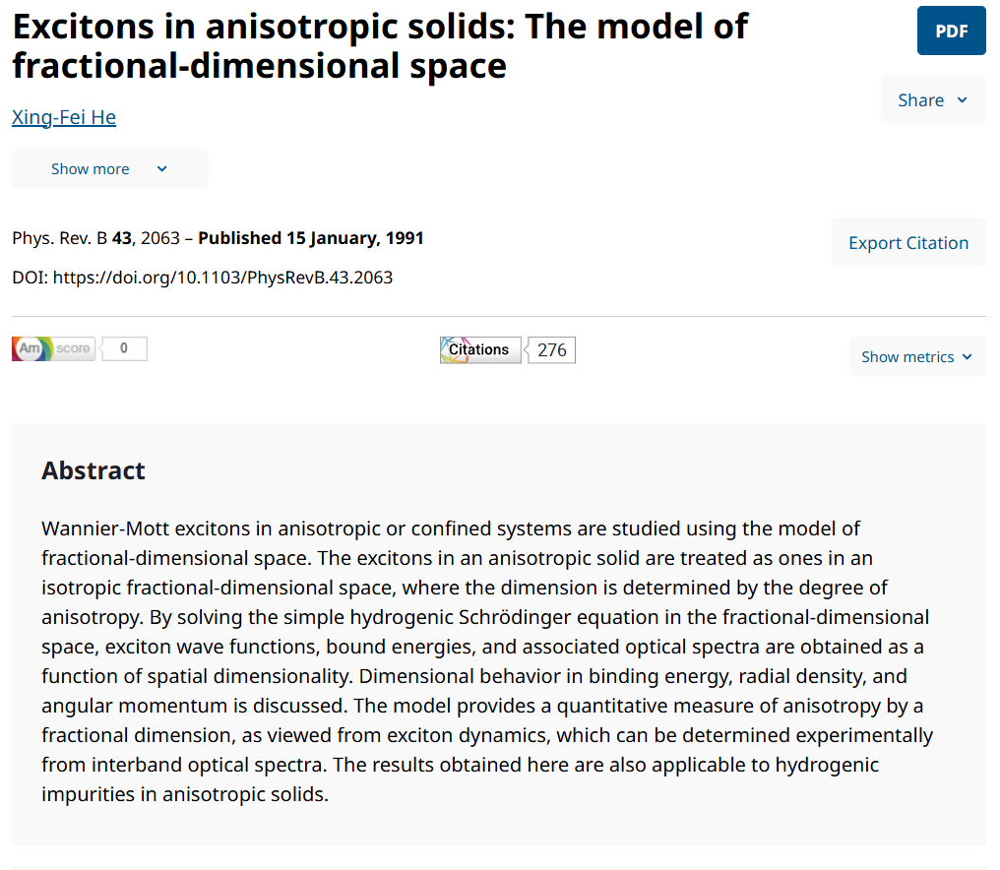 Excitons in anisotropic solids: The model of
fractional-dimensional space
PDF
Share
Xing-Fei He
Show more
Phys. Rev. B 43, 2063 – Published 15 January, 1991
Export Citation
DOI: https://doi.org/10.1103/PhysRevB.43.2063
Am score 0
Citations 276
Show metrics
Abstract
Wannier-Mott excitons in anisotropic or confined systems are studied using the model of
fractional-dimensional space. The excitons in an anisotropic solid are treated as ones in an
isotropic fractional-dimensional space, where the dimension is determined by the degree of
anisotropy. By solving the simple hydrogenic Schrödinger equation in the fractional-dimensional
space, exciton wave functions, bound energies, and associated optical spectra are obtained as a
function of spatial dimensionality. Dimensional behavior in binding energy, radial density, and
angular momentum is discussed. The model provides a quantitative measure of anisotropy by a
fractional dimension, as viewed from exciton dynamics, which can be determined experimentally
from interband optical spectra. The results obtained here are also applicable to hydrogenic
impurities in anisotropic solids.